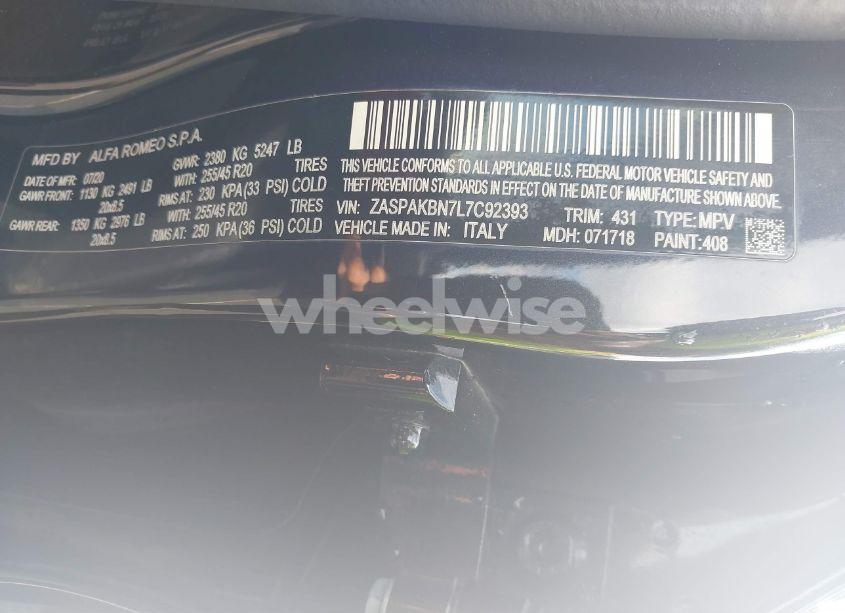 MFD BY ALFA ROMEO S.P.A.
DATE OF MFR: 07/20 GVWR: 2380 KG 5247 LB
GAWR FRONT: 1130 KG 2491 LB WITH: 255/45 R20 TIRES
20x8.5 RIMS AT: 230 KPA(33 PSI) COLD
GAWR REAR: 1350 KG 2976 LB WITH: 255/45 R20 TIRES
20x8.5 RIMS AT: 250 KPA(36 PSI) COLD
THIS VEHICLE CONFORMS TO ALL APPLICABLE U.S. FEDERAL MOTOR VEHICLE SAFETY AND
THEFT PREVENTION STANDARDS IN EFFECT ON THE DATE OF MANUFACTURE SHOWN ABOVE.
VIN: ZASPAKBN7L7C92393 TRIM: 431 TYPE: MPV
VEHICLE MADE IN: ITALY MDH: 071718 PAINT: 408
wheelwise